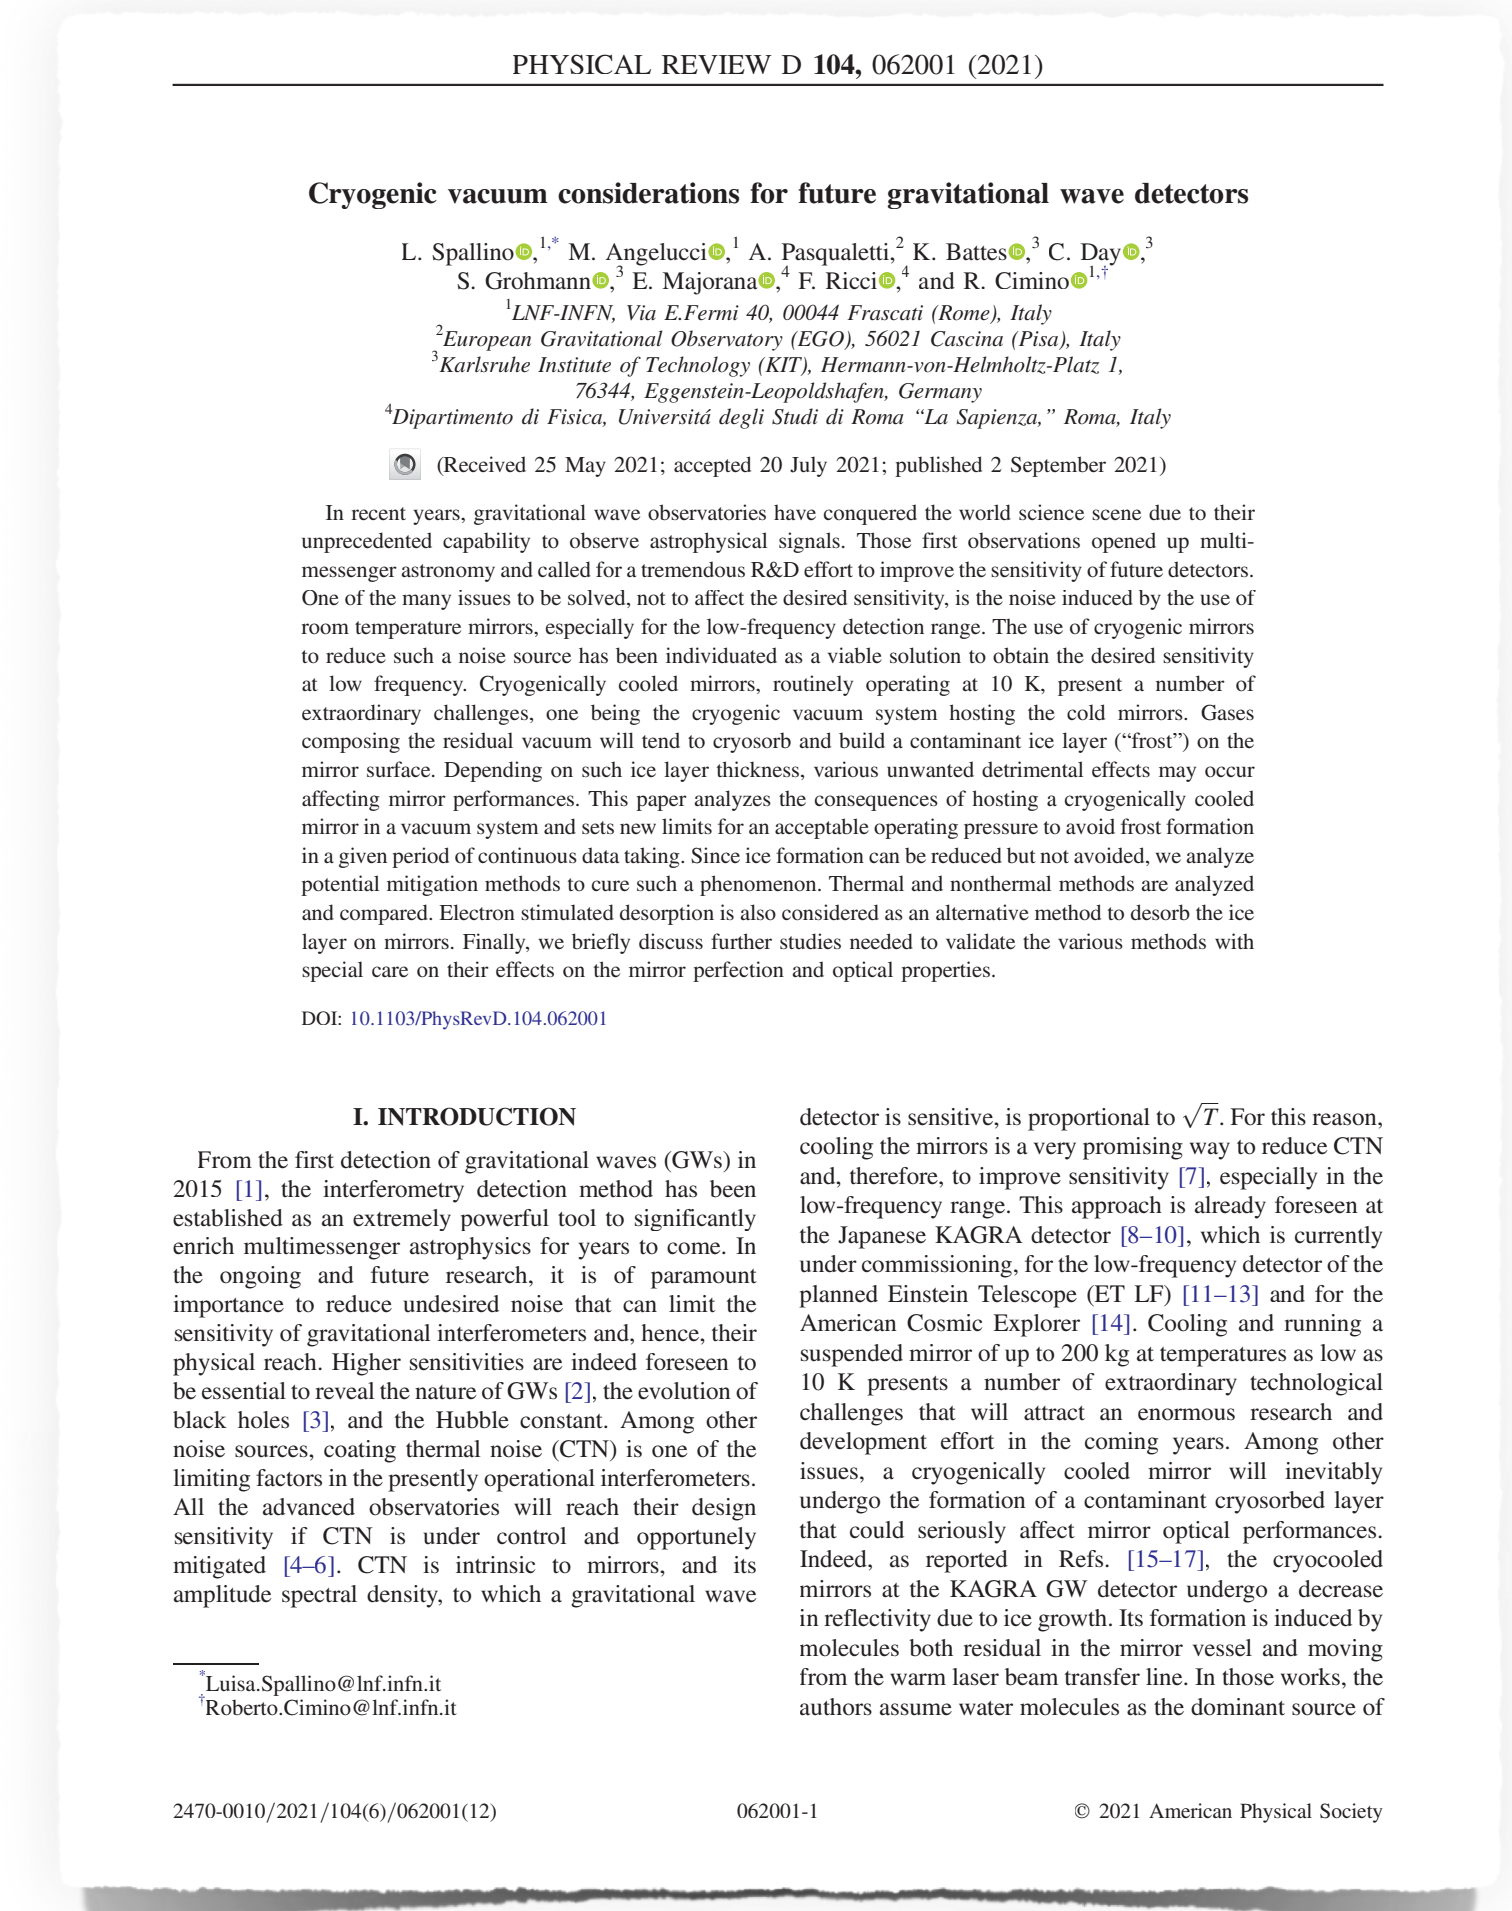 PHYSICAL REVIEW D 104, 062001 (2021)
Cryogenic vacuum considerations for future gravitational wave detectors
L. Spallino,1,* M. Angelucci,1 A. Pasqualetti,2 K. Battes,3 C. Day,3
S. Grohmann,3 E. Majorana,4 F. Ricci,4 and R. Cimino1,†
1LNF-INFN, Via E.Fermi 40, 00044 Frascati (Rome), Italy
2European Gravitational Observatory (EGO), 56021 Cascina (Pisa), Italy
3Karlsruhe Institute of Technology (KIT), Hermann-von-Helmholtz-Platz 1,
76344, Eggenstein-Leopoldshafen, Germany
4Dipartimento di Fisica, Universitá degli Studi di Roma “La Sapienza,” Roma, Italy
(Received 25 May 2021; accepted 20 July 2021; published 2 September 2021)
In recent years, gravitational wave observatories have conquered the world science scene due to their
unprecedented capability to observe astrophysical signals. Those first observations opened up multi-
messenger astronomy and called for a tremendous R&D effort to improve the sensitivity of future detectors.
One of the many issues to be solved, not to affect the desired sensitivity, is the noise induced by the use of
room temperature mirrors, especially for the low-frequency detection range. The use of cryogenic mirrors
to reduce such a noise source has been individuated as a viable solution to obtain the desired sensitivity
at low frequency. Cryogenically cooled mirrors, routinely operating at 10 K, present a number of
extraordinary challenges, one being the cryogenic vacuum system hosting the cold mirrors. Gases
composing the residual vacuum will tend to cryosorb and build a contaminant ice layer (“frost”) on the
mirror surface. Depending on such ice layer thickness, various unwanted detrimental effects may occur
affecting mirror performances. This paper analyzes the consequences of hosting a cryogenically cooled
mirror in a vacuum system and sets new limits for an acceptable operating pressure to avoid frost formation
in a given period of continuous data taking. Since ice formation can be reduced but not avoided, we analyze
potential mitigation methods to cure such a phenomenon. Thermal and nonthermal methods are analyzed
and compared. Electron stimulated desorption is also considered as an alternative method to desorb the ice
layer on mirrors. Finally, we briefly discuss further studies needed to validate the various methods with
special care on their effects on the mirror perfection and optical properties.
DOI: 10.1103/PhysRevD.104.062001
I. INTRODUCTION
From the first detection of gravitational waves (GWs) in
2015 [1], the interferometry detection method has been
established as an extremely powerful tool to significantly
enrich multimessenger astrophysics for years to come. In
the ongoing and future research, it is of paramount
importance to reduce undesired noise that can limit the
sensitivity of gravitational interferometers and, hence, their
physical reach. Higher sensitivities are indeed foreseen to
be essential to reveal the nature of GWs [2], the evolution of
black holes [3], and the Hubble constant. Among other
noise sources, coating thermal noise (CTN) is one of the
limiting factors in the presently operational interferometers.
All the advanced observatories will reach their design
sensitivity if CTN is under control and opportunely
mitigated [4–6]. CTN is intrinsic to mirrors, and its
amplitude spectral density, to which a gravitational wave
*Luisa.Spallino@lnf.infn.it
†Roberto.Cimino@lnf.infn.it
detector is sensitive, is proportional to √T. For this reason,
cooling the mirrors is a very promising way to reduce CTN
and, therefore, to improve sensitivity [7], especially in the
low-frequency range. This approach is already foreseen at
the Japanese KAGRA detector [8–10], which is currently
under commissioning, for the low-frequency detector of the
planned Einstein Telescope (ET LF) [11–13] and for the
American Cosmic Explorer [14]. Cooling and running a
suspended mirror of up to 200 kg at temperatures as low as
10 K presents a number of extraordinary technological
challenges that will attract an enormous research and
development effort in the coming years. Among other
issues, a cryogenically cooled mirror will inevitably
undergo the formation of a contaminant cryosorbed layer
that could seriously affect mirror optical performances.
Indeed, as reported in Refs. [15–17], the cryocooled
mirrors at the KAGRA GW detector undergo a decrease
in reflectivity due to ice growth. Its formation is induced by
molecules both residual in the mirror vessel and moving
from the warm laser beam transfer line. In those works, the
authors assume water molecules as the dominant source of
2470-0010/2021/104(6)/062001(12)
062001-1
© 2021 American Physical Society